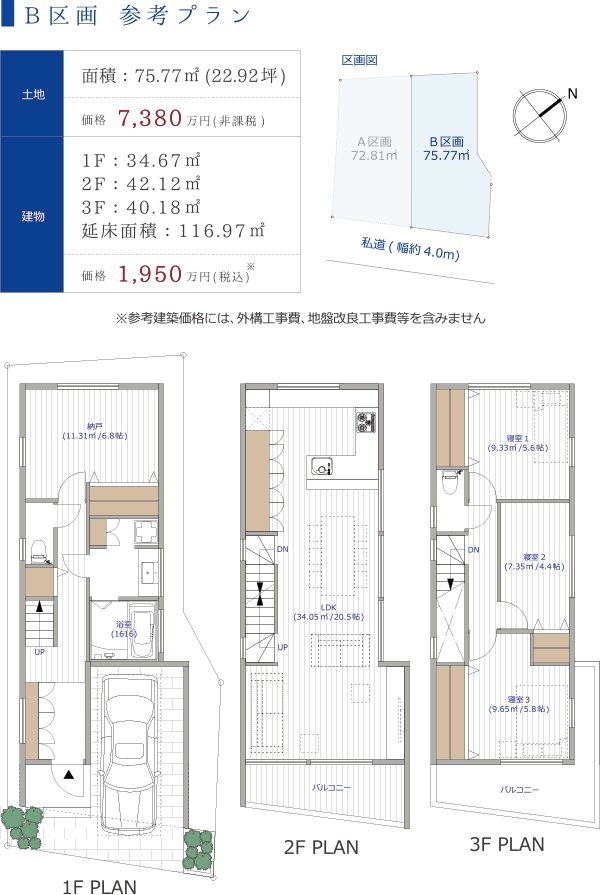 B区画 参考プラン
土地
面積：75.77㎡(22.92坪)
価格 7,380万円(非課税)
建物
1F：34.67㎡
2F：42.12㎡
3F：40.18㎡
延床面積：116.97㎡
価格 1,950万円(税込)※
区画図
A区画
72.81㎡
B区画
75.77㎡
私道(幅約4.0m)
N
※参考建築価格には、外構工事費、地盤改良工事費等を含みません
納戸
(11.31㎡/6.8帖)
浴室
(1616)
UP
1F PLAN
DN
LDK
(34.05㎡/20.5帖)
UP
バルコニー
2F PLAN
寝室1
(9.33㎡/5.6帖)
DN
寝室2
(7.35㎡/4.4帖)
寝室3
(9.65㎡/5.8帖)
バルコニー
3F PLAN